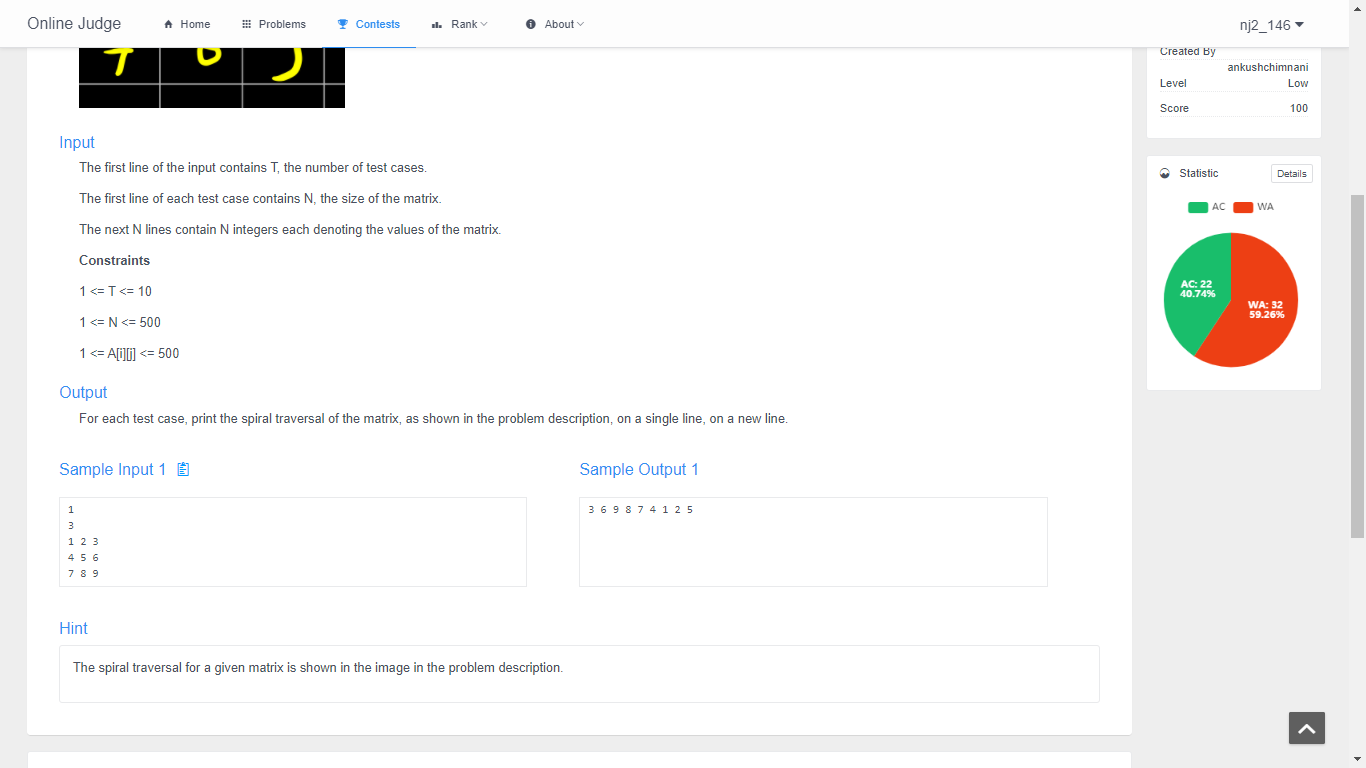 Online Judge Home Problems Contests Rank About nj2_146
Input
The first line of the input contains T, the number of test cases.
The first line of each test case contains N, the size of the matrix.
The next N lines contain N integers each denoting the values of the matrix.
Constraints
1 <= T <= 10
1 <= N <= 500
1 <= A[i][j] <= 500
Output
For each test case, print the spiral traversal of the matrix, as shown in the problem description, on a single line, on a new line.
Sample Input 1
1
3
1 2 3
4 5 6
7 8 9
Sample Output 1
3 6 9 8 7 4 1 2 5
Hint
The spiral traversal for a given matrix is shown in the image in the problem description.
Created By
ankushchimnani
Level Low
Score 100
Statistic Details
AC WA
AC: 22
40.74%
WA: 32
59.26%